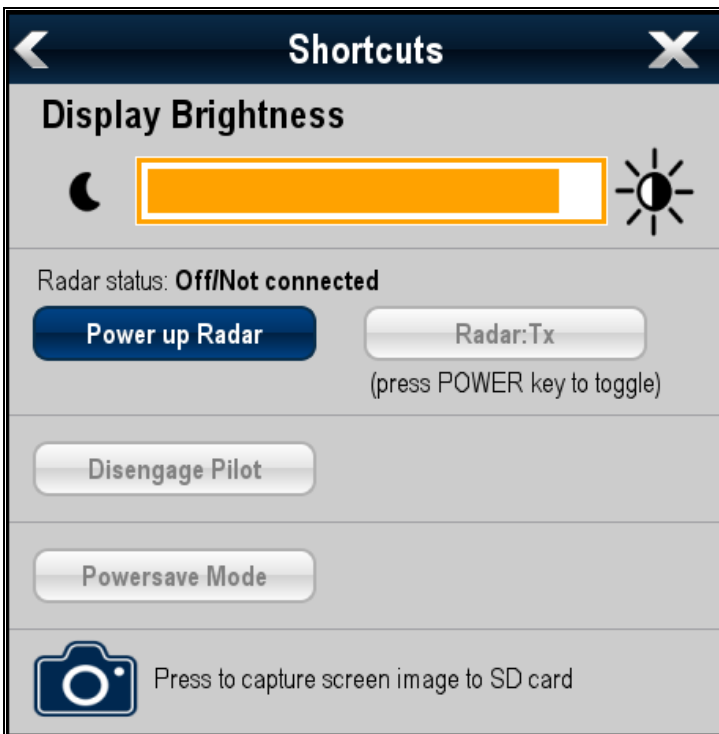 Shortcuts
Display Brightness
Radar status: Off/Not connected
Power up Radar
Radar:Tx
(press POWER key to toggle)
Disengage Pilot
Powersave Mode
Press to capture screen image to SD card